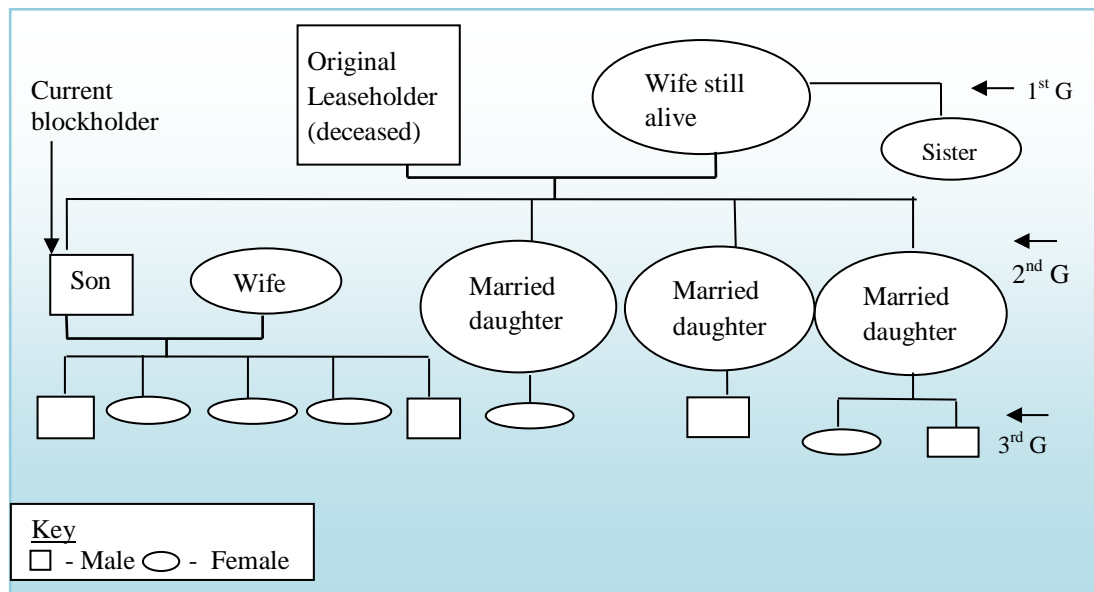 Original
Leaseholder
(deceased)
Wife still
alive
1st G
Current
blockholder
Sister
Son
Wife
Married
daughter
Married
daughter
Married
daughter
2nd G
3rd G
Key
- Male - Female